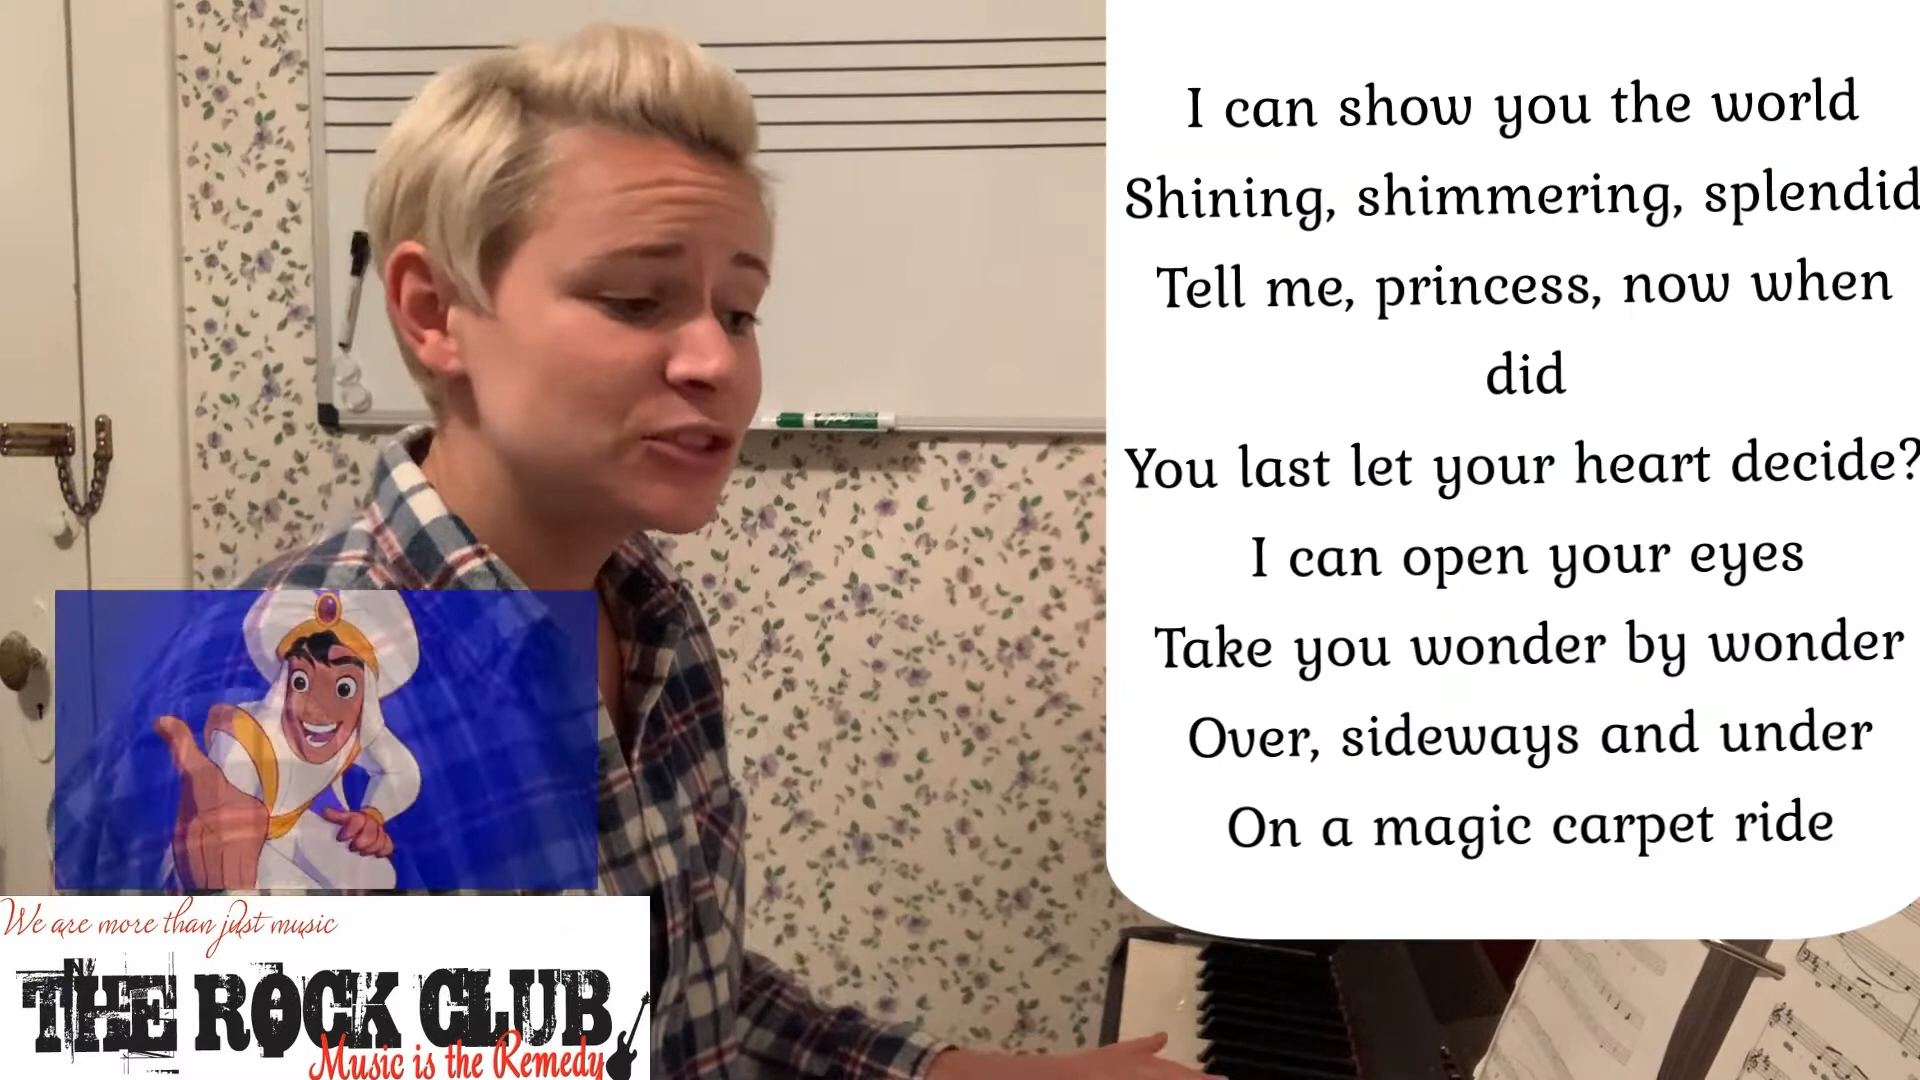 I can show you the world
Shining, shimmering, splendid
Tell me, princess, now when
did
You last let your heart decide?
I can open your eyes
Take you wonder by wonder
Over, sideways and under
On a magic carpet ride
We are more than just music
THE ROCK CLUB
Music is the Remedy